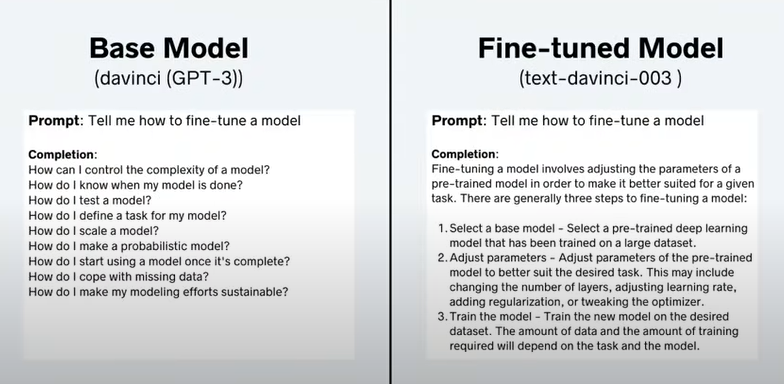 Base Model
(davinci (GPT-3))
Prompt: Tell me how to fine-tune a model
Completion:
How can I control the complexity of a model?
How do I know when my model is done?
How do I test a model?
How do I define a task for my model?
How do I scale a model?
How do I make a probabilistic model?
How do I start using a model once it's complete?
How do I cope with missing data?
How do I make my modeling efforts sustainable?
Fine-tuned Model
(text-davinci-003 )
Prompt: Tell me how to fine-tune a model
Completion:
Fine-tuning a model involves adjusting the parameters of a
pre-trained model in order to make it better suited for a given
task. There are generally three steps to fine-tuning a model:
1. Select a base model – Select a pre-trained deep learning
model that has been trained on a large dataset.
2. Adjust parameters – Adjust parameters of the pre-trained
model to better suit the desired task. This may include
changing the number of layers, adjusting learning rate,
adding regularization, or tweaking the optimizer.
3. Train the model – Train the new model on the desired
dataset. The amount of data and the amount of training
required will depend on the task and the model.